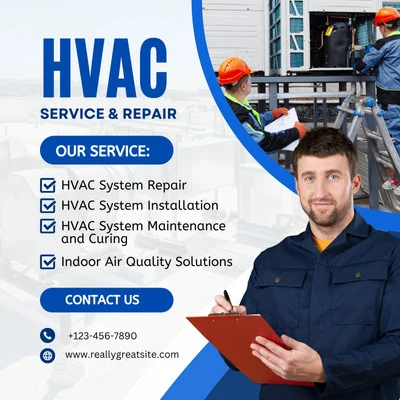 HVAC
SERVICE & REPAIR
OUR SERVICE:
HVAC System Repair
HVAC System Installation
HVAC System Maintenance
and Curing
Indoor Air Quality Solutions
CONTACT US
+123-456-7890
www.reallygreatsite.com